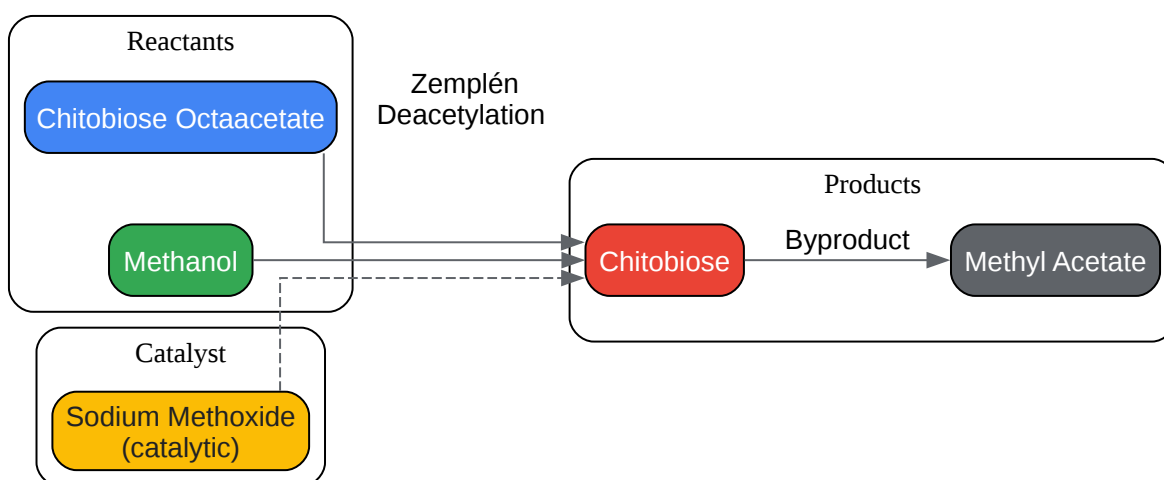 Reactants
Chitobiose Octaacetate
Zemplén
Deacetylation
Methanol
Products
Chitobiose
Byproduct
Methyl Acetate
Catalyst
Sodium Methoxide
(catalytic)